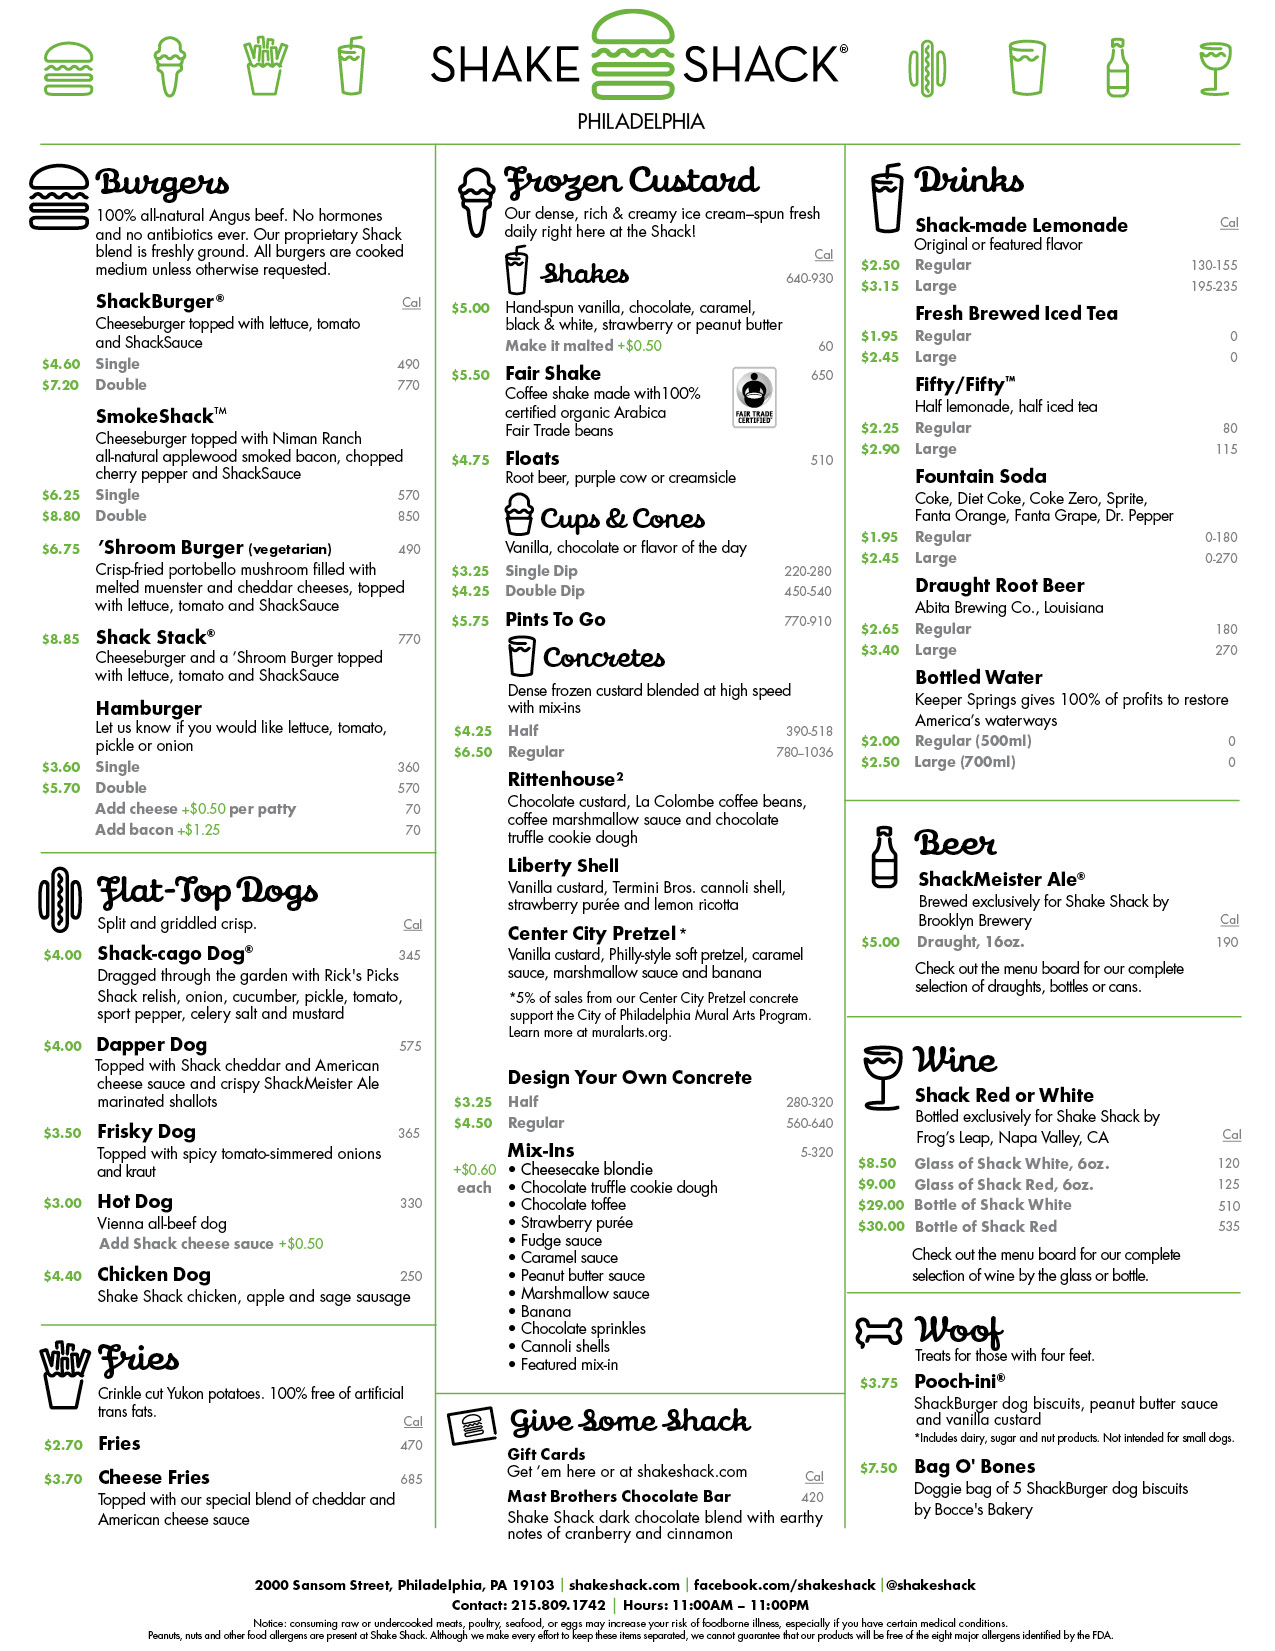 SHAKE SHACK®
PHILADELPHIA
Burgers
100% all-natural Angus beef. No hormones
and no antibiotics ever. Our proprietary Shack
blend is freshly ground. All burgers are cooked
medium unless otherwise requested.
ShackBurger® Cal
Cheeseburger topped with lettuce, tomato
and ShackSauce
$4.60 Single 490
$7.20 Double 770
SmokeShack™
Cheeseburger topped with Niman Ranch
all-natural applewood smoked bacon, chopped
cherry pepper and ShackSauce
$6.25 Single 570
$8.80 Double 850
$6.75 ’Shroom Burger (vegetarian) 490
Crisp-fried portobello mushroom filled with
melted muenster and cheddar cheeses, topped
with lettuce, tomato and ShackSauce
$8.85 Shack Stack® 770
Cheeseburger and a ’Shroom Burger topped
with lettuce, tomato and ShackSauce
Hamburger
Let us know if you would like lettuce, tomato,
pickle or onion
$3.60 Single 360
$5.70 Double 570
Add cheese +$0.50 per patty 70
Add bacon +$1.25 70
Flat-Top Dogs
Split and griddled crisp. Cal
$4.00 Shack-cago Dog® 345
Dragged through the garden with Rick's Picks
Shack relish, onion, cucumber, pickle, tomato,
sport pepper, celery salt and mustard
$4.00 Dapper Dog 575
Topped with Shack cheddar and American
cheese sauce and crispy ShackMeister Ale
marinated shallots
$3.50 Frisky Dog 365
Topped with spicy tomato-simmered onions
and kraut
$3.00 Hot Dog 330
Vienna all-beef dog
Add Shack cheese sauce +$0.50
$4.40 Chicken Dog 250
Shake Shack chicken, apple and sage sausage
Fries
Crinkle cut Yukon potatoes. 100% free of artificial
trans fats.
Cal
$2.70 Fries 470
$3.70 Cheese Fries 685
Topped with our special blend of cheddar and
American cheese sauce
Frozen Custard
Our dense, rich & creamy ice cream–spun fresh
daily right here at the Shack!
Cal
Shakes 640-930
$5.00 Hand-spun vanilla, chocolate, caramel,
black & white, strawberry or peanut butter
Make it malted +$0.50 60
$5.50 Fair Shake 650
Coffee shake made with100%
certified organic Arabica
Fair Trade beans
FAIR TRADE
CERTIFIED
$4.75 Floats 510
Root beer, purple cow or creamsicle
Cups & Cones
Vanilla, chocolate or flavor of the day
$3.25 Single Dip 220-280
$4.25 Double Dip 450-540
$5.75 Pints To Go 770-910
Concretes
Dense frozen custard blended at high speed
with mix-ins
$4.25 Half 390-518
$6.50 Regular 780–1036
Rittenhouse²
Chocolate custard, La Colombe coffee beans,
coffee marshmallow sauce and chocolate
truffle cookie dough
Liberty Shell
Vanilla custard, Termini Bros. cannoli shell,
strawberry purée and lemon ricotta
Center City Pretzel *
Vanilla custard, Philly-style soft pretzel, caramel
sauce, marshmallow sauce and banana
*5% of sales from our Center City Pretzel concrete
support the City of Philadelphia Mural Arts Program.
Learn more at muralarts.org.
Design Your Own Concrete
$3.25 Half 280-320
$4.50 Regular 560-640
Mix-Ins 5-320
+$0.60 each
• Cheesecake blondie
• Chocolate truffle cookie dough
• Chocolate toffee
• Strawberry purée
• Fudge sauce
• Caramel sauce
• Peanut butter sauce
• Marshmallow sauce
• Banana
• Chocolate sprinkles
• Cannoli shells
• Featured mix-in
Give Some Shack
Gift Cards
Get ’em here or at shakeshack.com Cal
Mast Brothers Chocolate Bar 420
Shake Shack dark chocolate blend with earthy
notes of cranberry and cinnamon
Drinks
Shack-made Lemonade Cal
Original or featured flavor
$2.50 Regular 130-155
$3.15 Large 195-235
Fresh Brewed Iced Tea
$1.95 Regular 0
$2.45 Large 0
Fifty/Fifty™
Half lemonade, half iced tea
$2.25 Regular 80
$2.90 Large 115
Fountain Soda
Coke, Diet Coke, Coke Zero, Sprite,
Fanta Orange, Fanta Grape, Dr. Pepper
$1.95 Regular 0-180
$2.45 Large 0-270
Draught Root Beer
Abita Brewing Co., Louisiana
$2.65 Regular 180
$3.40 Large 270
Bottled Water
Keeper Springs gives 100% of profits to restore
America’s waterways
$2.00 Regular (500ml) 0
$2.50 Large (700ml) 0
Beer
ShackMeister Ale®
Brewed exclusively for Shake Shack by
Brooklyn Brewery Cal
$5.00 Draught, 16oz. 190
Check out the menu board for our complete
selection of draughts, bottles or cans.
Wine
Shack Red or White
Bottled exclusively for Shake Shack by
Frog’s Leap, Napa Valley, CA Cal
$8.50 Glass of Shack White, 6oz. 120
$9.00 Glass of Shack Red, 6oz. 125
$29.00 Bottle of Shack White 510
$30.00 Bottle of Shack Red 535
Check out the menu board for our complete
selection of wine by the glass or bottle.
Woof
Treats for those with four feet.
$3.75 Pooch-ini®
ShackBurger dog biscuits, peanut butter sauce
and vanilla custard
*Includes dairy, sugar and nut products. Not intended for small dogs.
$7.50 Bag O' Bones
Doggie bag of 5 ShackBurger dog biscuits
by Bocce's Bakery
2000 Sansom Street, Philadelphia, PA 19103 | shakeshack.com | facebook.com/shakeshack | @shakeshack
Contact: 215.809.1742 | Hours: 11:00AM – 11:00PM
Notice: consuming raw or undercooked meats, poultry, seafood, or eggs may increase your risk of foodborne illness, especially if you have certain medical conditions.
Peanuts, nuts and other food allergens are present at Shake Shack. Although we make every effort to keep these items separated, we cannot guarantee that our products will be free of the eight major allergens identified by the FDA.